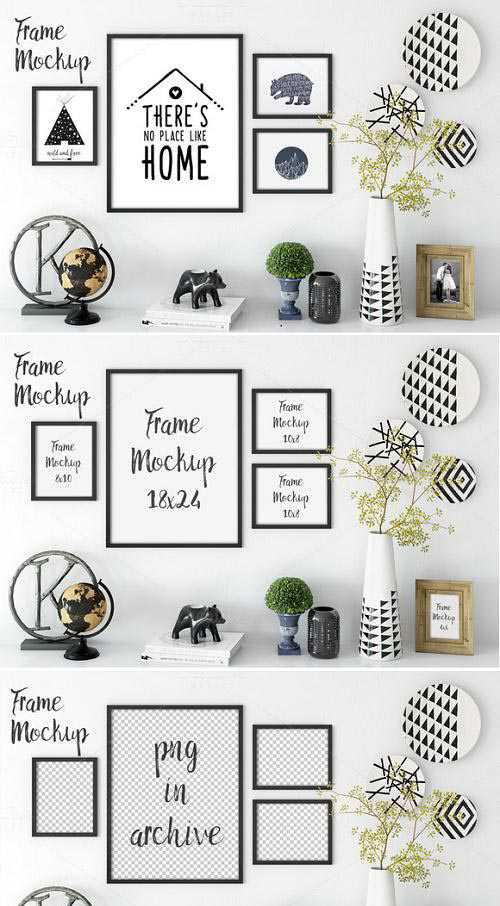 Frame
Mockup
wild and free
THERE'S
NO PLACE LIKE
HOME
K
Frame
Mockup
Frame
Mockup
8x10
Frame
Mockup
18x24
Frame
Mockup
10x8
Frame
Mockup
10x8
K
Frame
Mockup
Frame
Mockup
png
in
archive